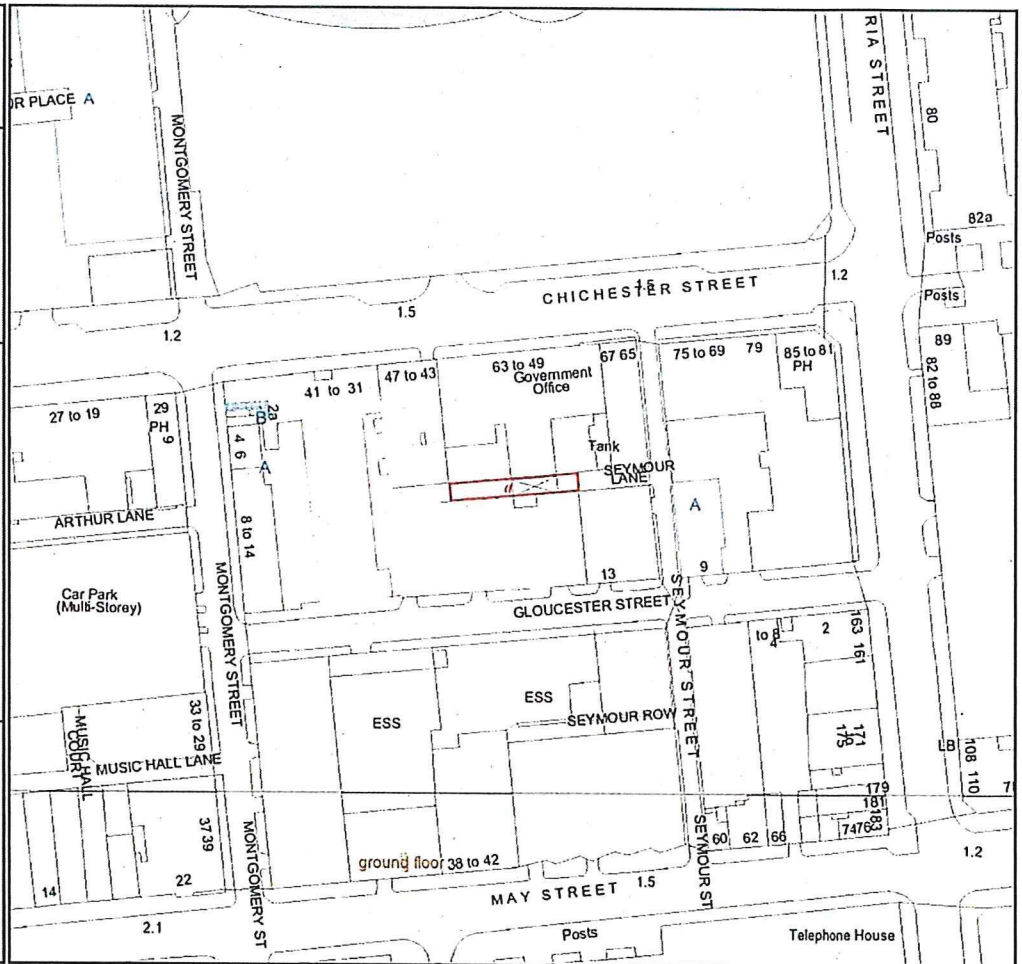 RIA STREET
80
OR PLACE A
MONTGOMERY STREET
82a
Posts
CHICHESTER STREET
1.5
1.2
1.5
1.2
Posts
89
82 to 88
27 to 19
29
PH
9
41 to 31
47 to 43
63 to 49
Government
Office
67 65
75 to 69
79
85 to 81
PH
2a
B
4 6
A
Tank
SEYMOUR
LANE
A
ARTHUR LANE
8 to 14
Car Park
(Multi-Storey)
MONTGOMERY STREET
13
9
GLOUCESTER STREET
SEYMOUR STREET
to 8
4
2
163
161
ESS
ESS
SEYMOUR ROW
33 to 29
MUSIC HALL
COURT
MUSIC HALL LANE
171
175
LB
108
110
179
181
183
7476
3739
22
14
MONTGOMERY ST
ground floor 38 to 42
60
62
66
SEYMOUR ST
MAY STREET
1.5
1.2
2.1
Posts
Telephone House